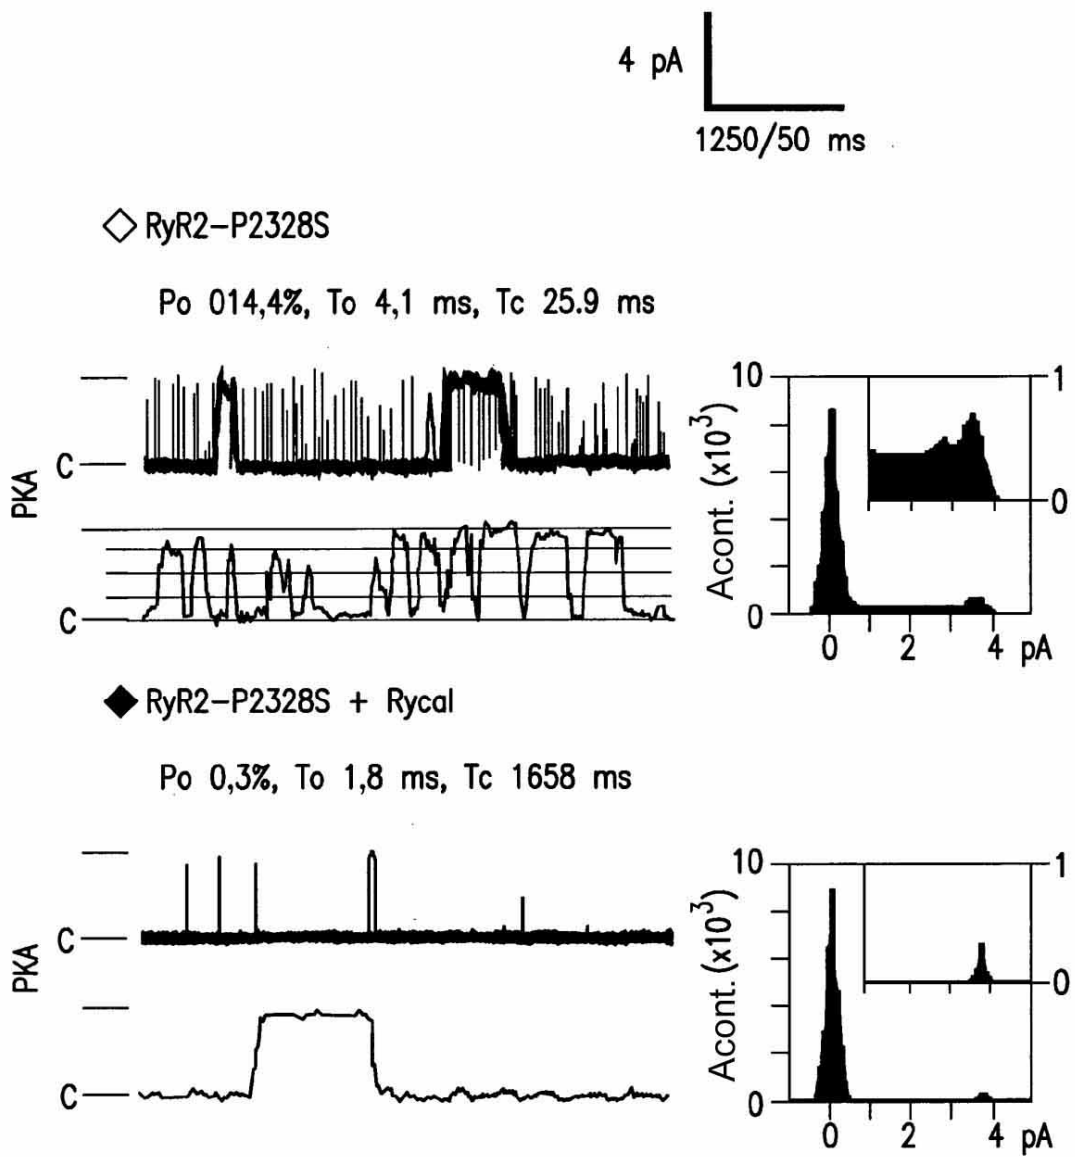 4 pA
1250/50 ms
RyR2-P2328S
Po 014,4%, To 4,1 ms, Tc 25.9 ms
PKA
C
C
Acont. (x10³)
10
0
1
0
0 2 4 pA
RyR2-P2328S + Rycal
Po 0,3%, To 1,8 ms, Tc 1658 ms
PKA
C
C
Acont. (x10³)
10
0
1
0
0 2 4 pA